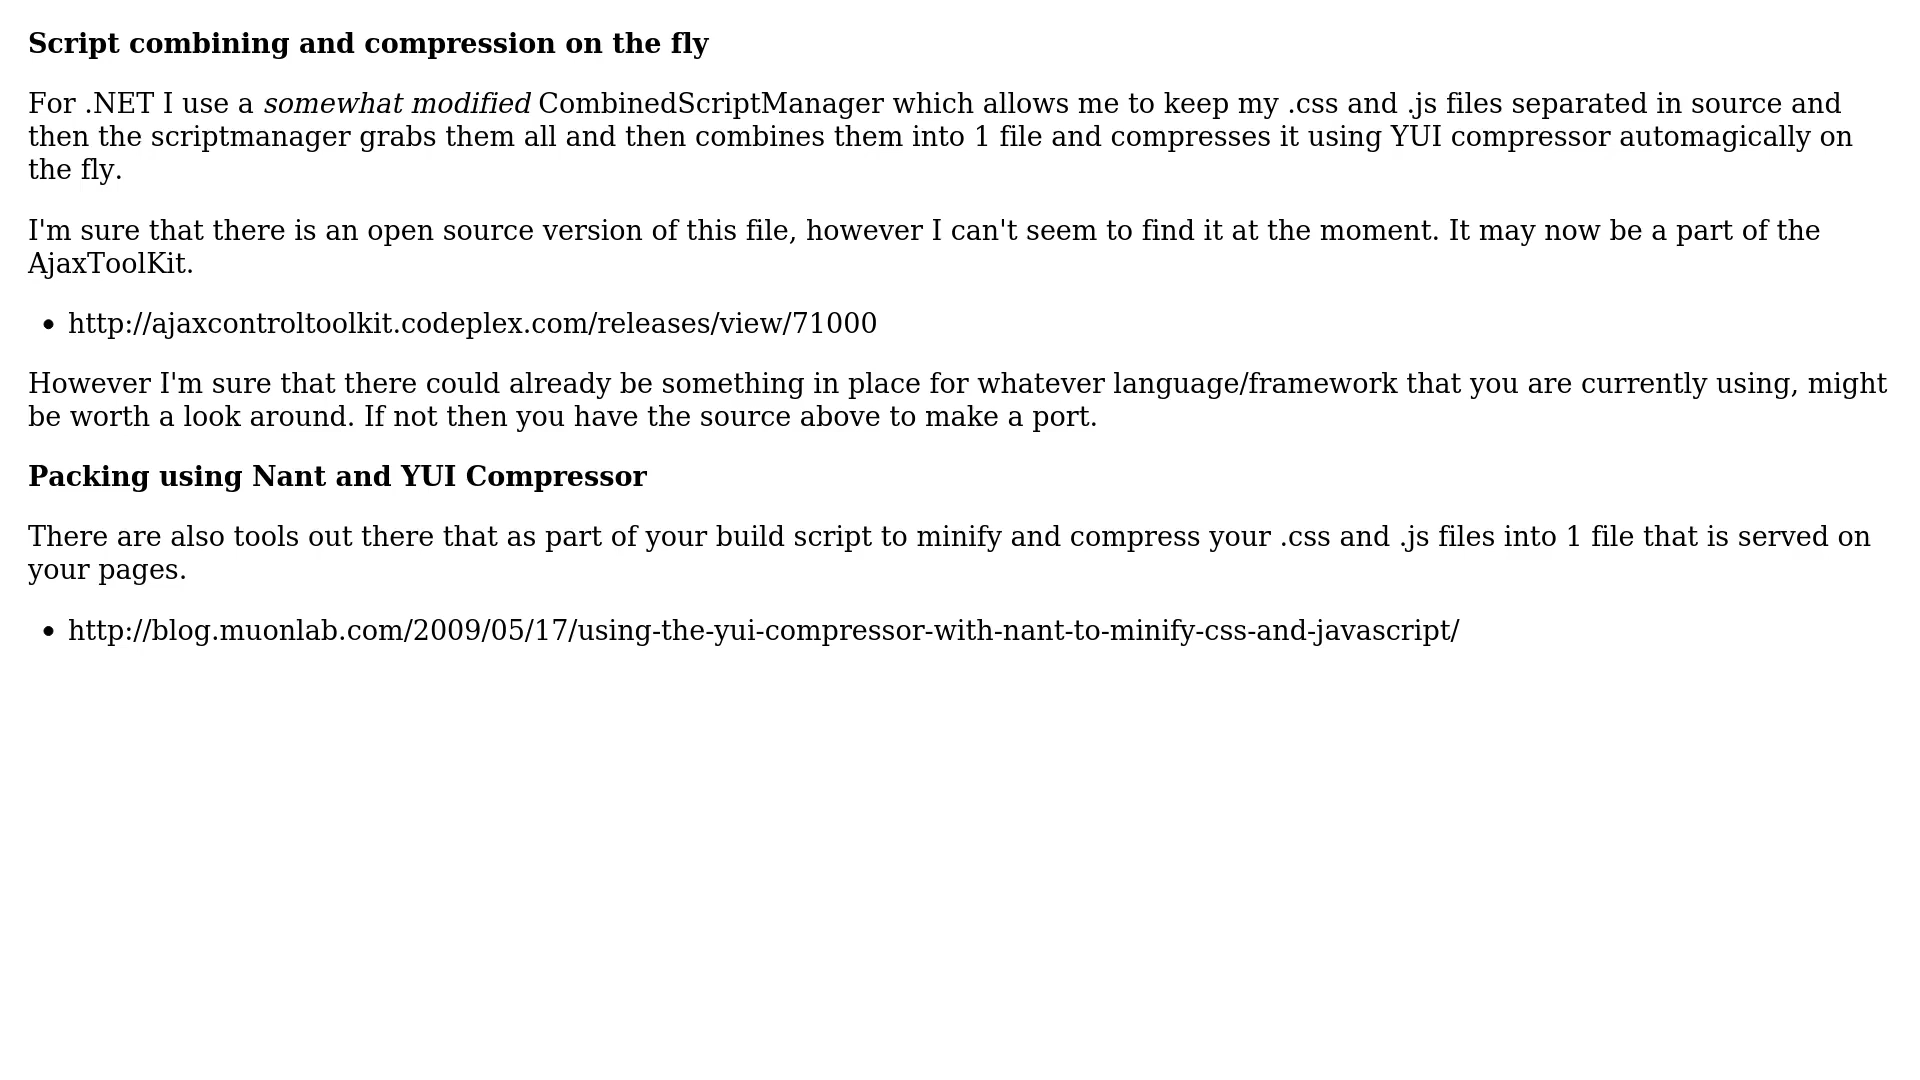 Script combining and compression on the fly
For .NET I use a somewhat modified CombinedScriptManager which allows me to keep my .css and .js files separated in source and
then the scriptmanager grabs them all and then combines them into 1 file and compresses it using YUI compressor automagically on
the fly.
I'm sure that there is an open source version of this file, however I can't seem to find it at the moment. It may now be a part of the
AjaxToolKit.
• http://ajaxcontroltoolkit.codeplex.com/releases/view/71000
However I'm sure that there could already be something in place for whatever language/framework that you are currently using, might
be worth a look around. If not then you have the source above to make a port.
Packing using Nant and YUI Compressor
There are also tools out there that as part of your build script to minify and compress your .css and .js files into 1 file that is served on
your pages.
• http://blog.muonlab.com/2009/05/17/using-the-yui-compressor-with-nant-to-minify-css-and-javascript/